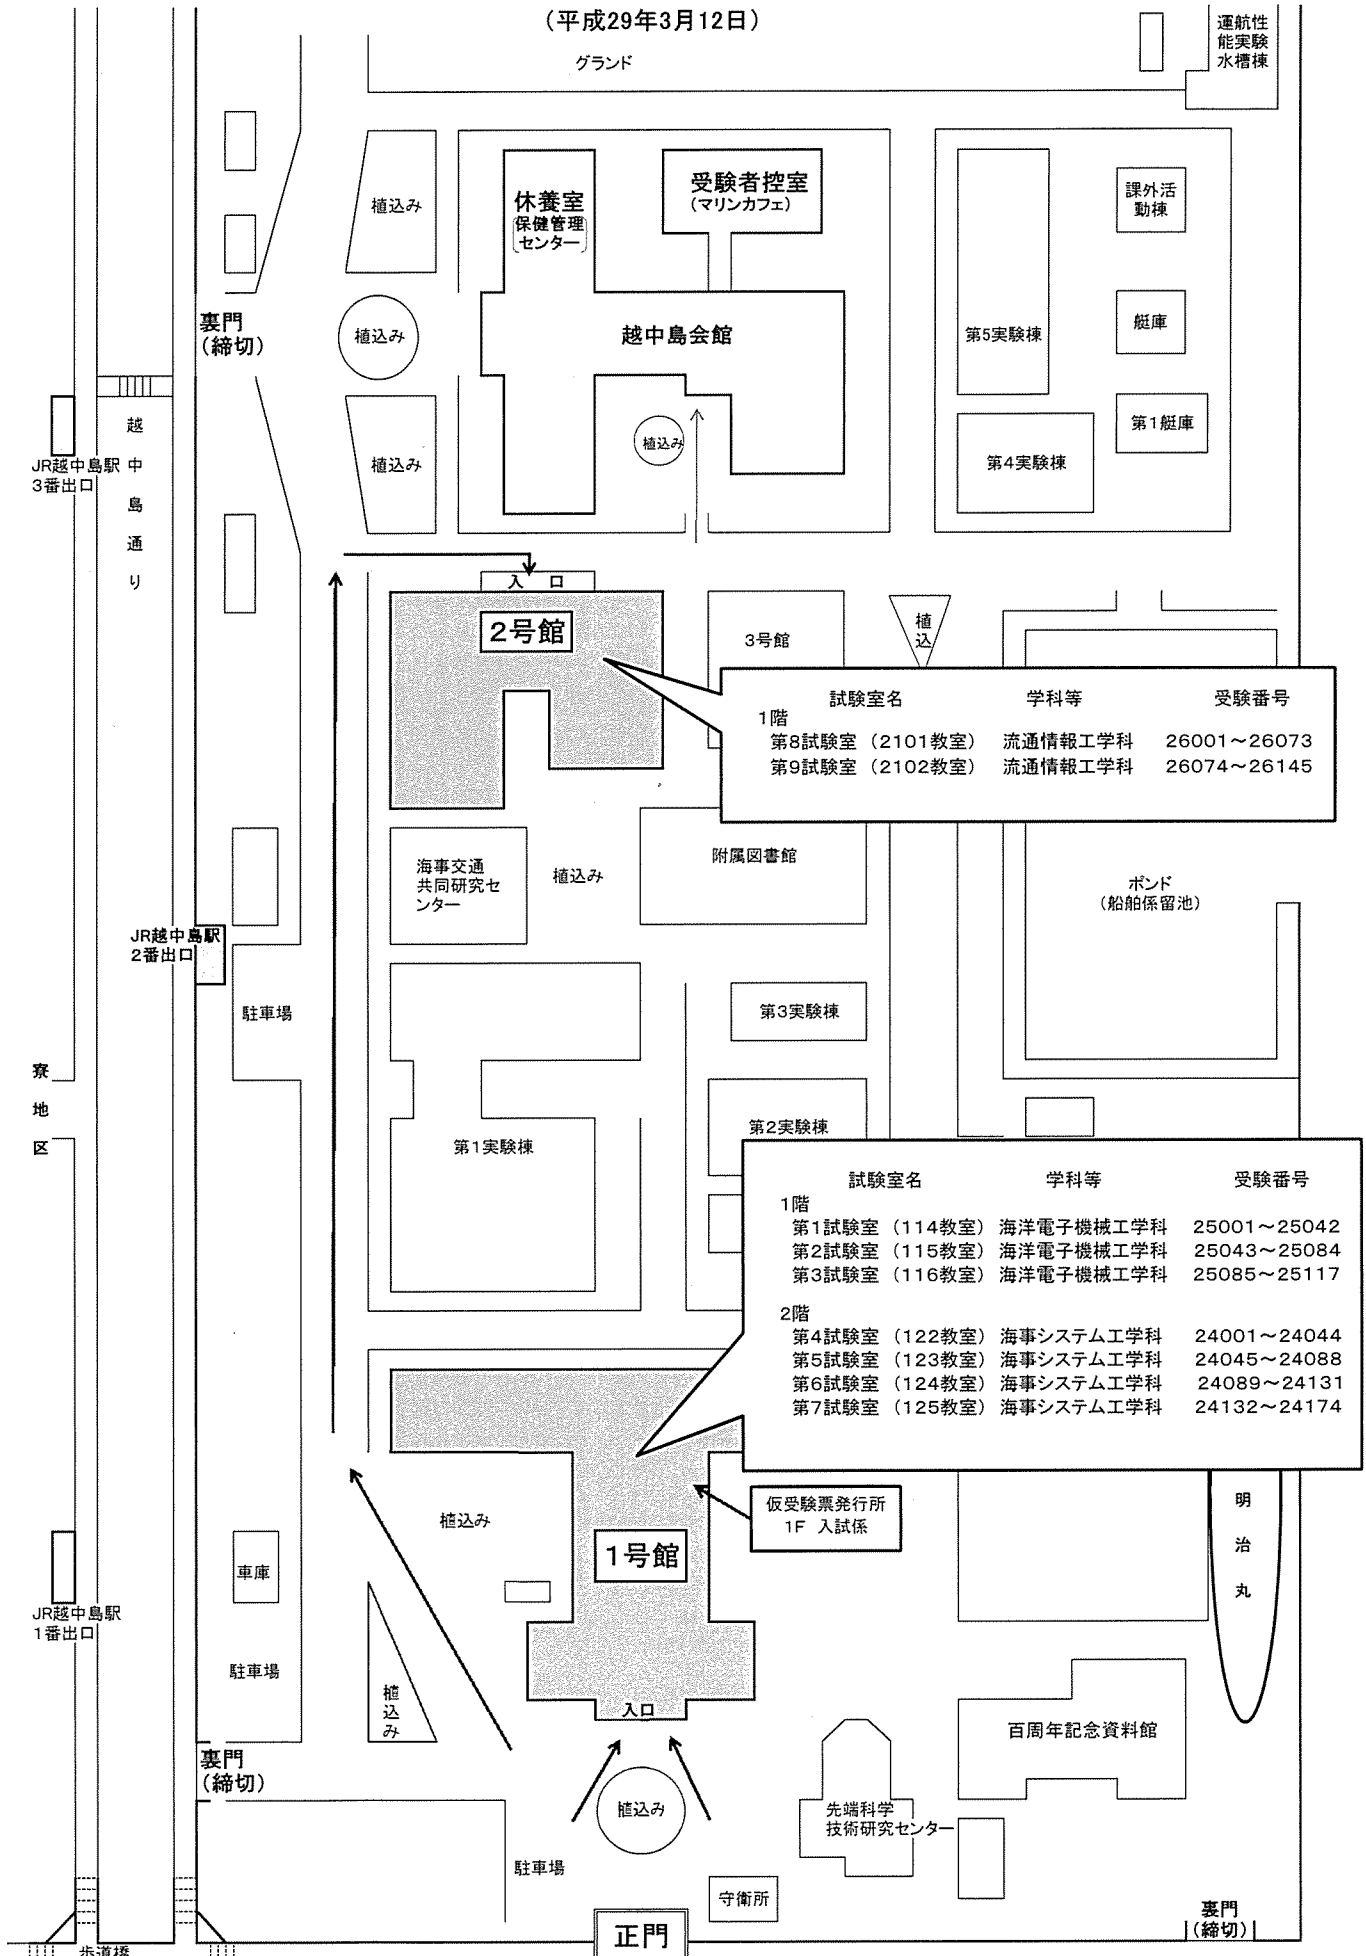 (平成29年3月12日)
グランド
運航性
能実験
水槽棟
植込み
休養室
保健管理
センター
受験者控室
(マリンカフェ)
課外活
動棟
裏門
(締切)
植込み
越中島会館
第5実験棟
艇庫
越中島通り
JR越中島駅
3番出口
植込み
植込み
第4実験棟
第1艇庫
入 口
2号館
3号館
植込
試験室名 学科等 受験番号
1階
第8試験室 (2101教室) 流通情報工学科 26001~26073
第9試験室 (2102教室) 流通情報工学科 26074~26145
海事交通
共同研究セ
ンター
植込み
附属図書館
ポンド
(船舶係留池)
JR越中島駅
2番出口
駐車場
第3実験棟
寮地区
第1実験棟
第2実験棟
試験室名 学科等 受験番号
1階
第1試験室 (114教室) 海洋電子機械工学科 25001~25042
第2試験室 (115教室) 海洋電子機械工学科 25043~25084
第3試験室 (116教室) 海洋電子機械工学科 25085~25117
2階
第4試験室 (122教室) 海事システム工学科 24001~24044
第5試験室 (123教室) 海事システム工学科 24045~24088
第6試験室 (124教室) 海事システム工学科 24089~24131
第7試験室 (125教室) 海事システム工学科 24132~24174
仮受験票発行所
1F 入試係
植込み
1号館
明治丸
車庫
JR越中島駅
1番出口
駐車場
植込み
入口
百周年記念資料館
裏門
(締切)
植込み
先端科学
技術研究センター
駐車場
守衛所
正門
裏門
(締切)
歩道橋